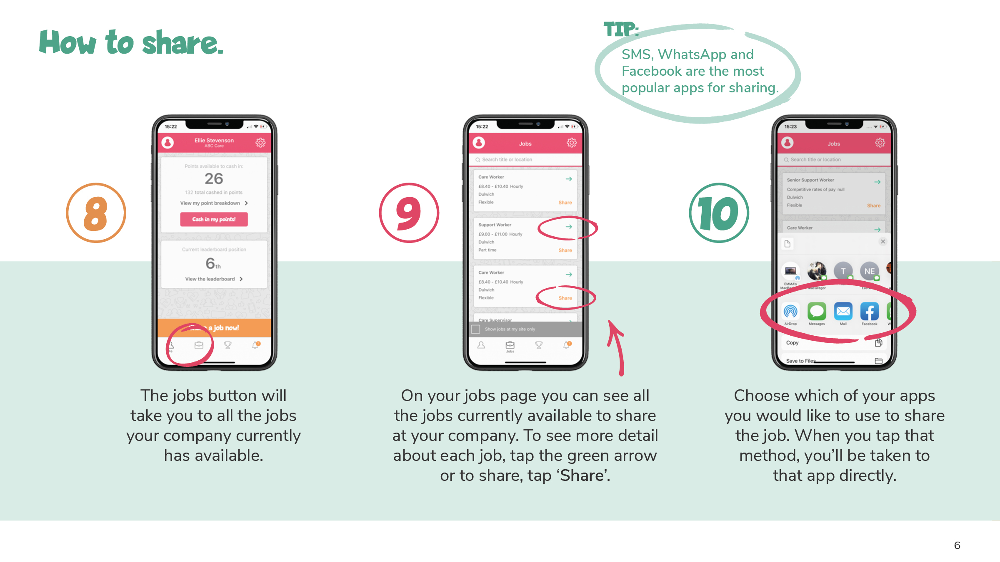 How to share.
TIP:
SMS, WhatsApp and
Facebook are the most
popular apps for sharing.
8
15:22
Ellie Stevenson
ABC Care
Points available to cash in:
26
132 total cashed in points
View my point breakdown
Cash in my points!
Current leaderboard position
6th
View the leaderboard
a job now!
The jobs button will
take you to all the jobs
your company currently
has available.
9
15:22
Jobs
Search title or location
Care Worker
£8.40 - £10.40 Hourly
Dulwich
Flexible
Share
Support Worker
£9.00 - £11.00 Hourly
Dulwich
Part time
Share
Care Worker
£8.40 - £10.40 Hourly
Dulwich
Flexible
Share
Care Supervisor
Show jobs at my site only
Jobs
7
On your jobs page you can see all
the jobs currently available to share
at your company. To see more detail
about each job, tap the green arrow
or to share, tap ‘Share’.
10
15:23
Jobs
Search title or location
Senior Support Worker
Competitive rates of pay null
Dulwich
Flexible
Share
Care Worker
T
NE
EMMA's
MacGregor
AirDrop
Messages
Mail
Facebook
Copy
Save to Files
Choose which of your apps
you would like to use to share
the job. When you tap that
method, you’ll be taken to
that app directly.
6